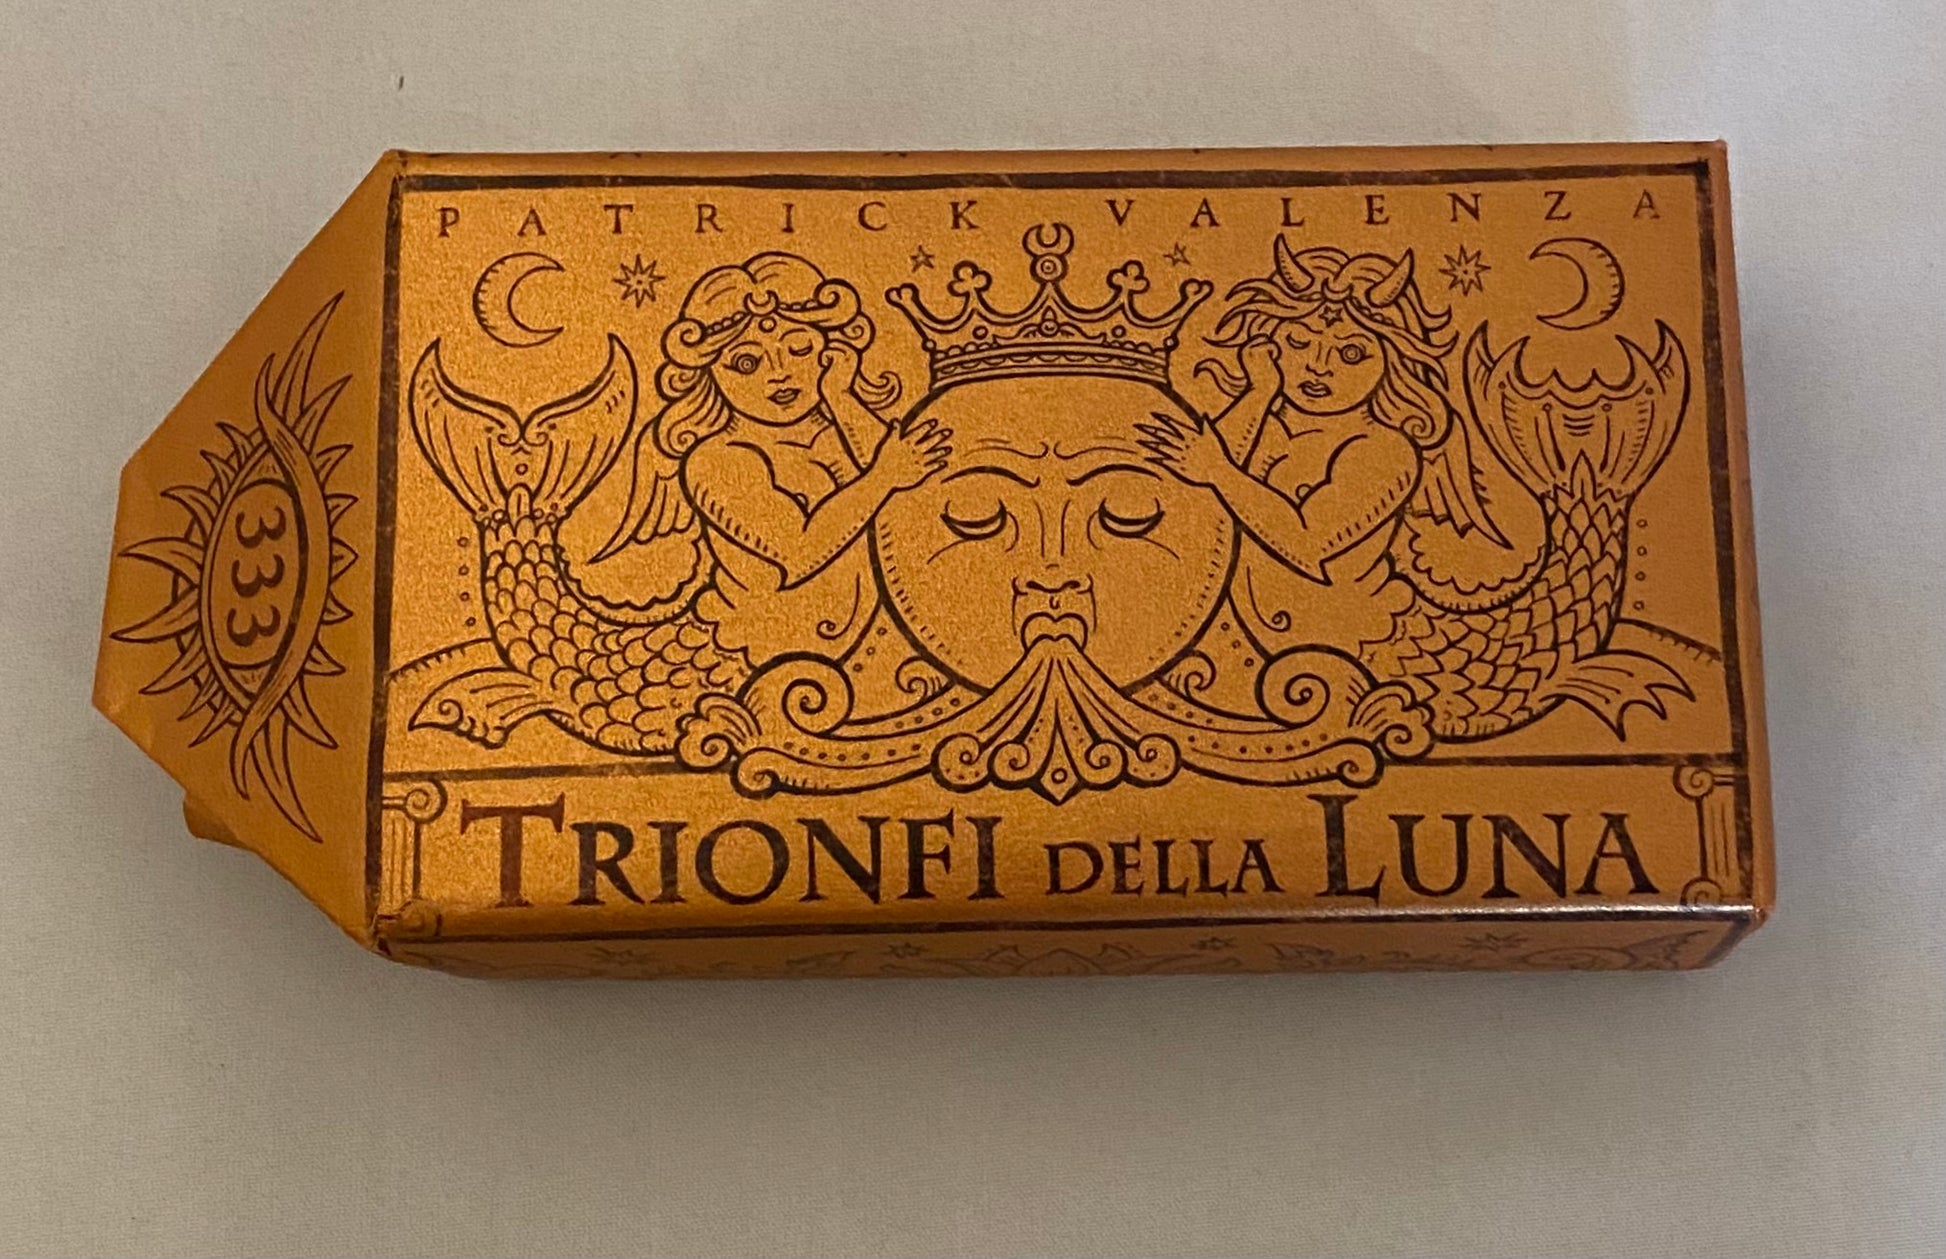 PATRICK VALENZA
333
TRIONFI DELLA LUNA